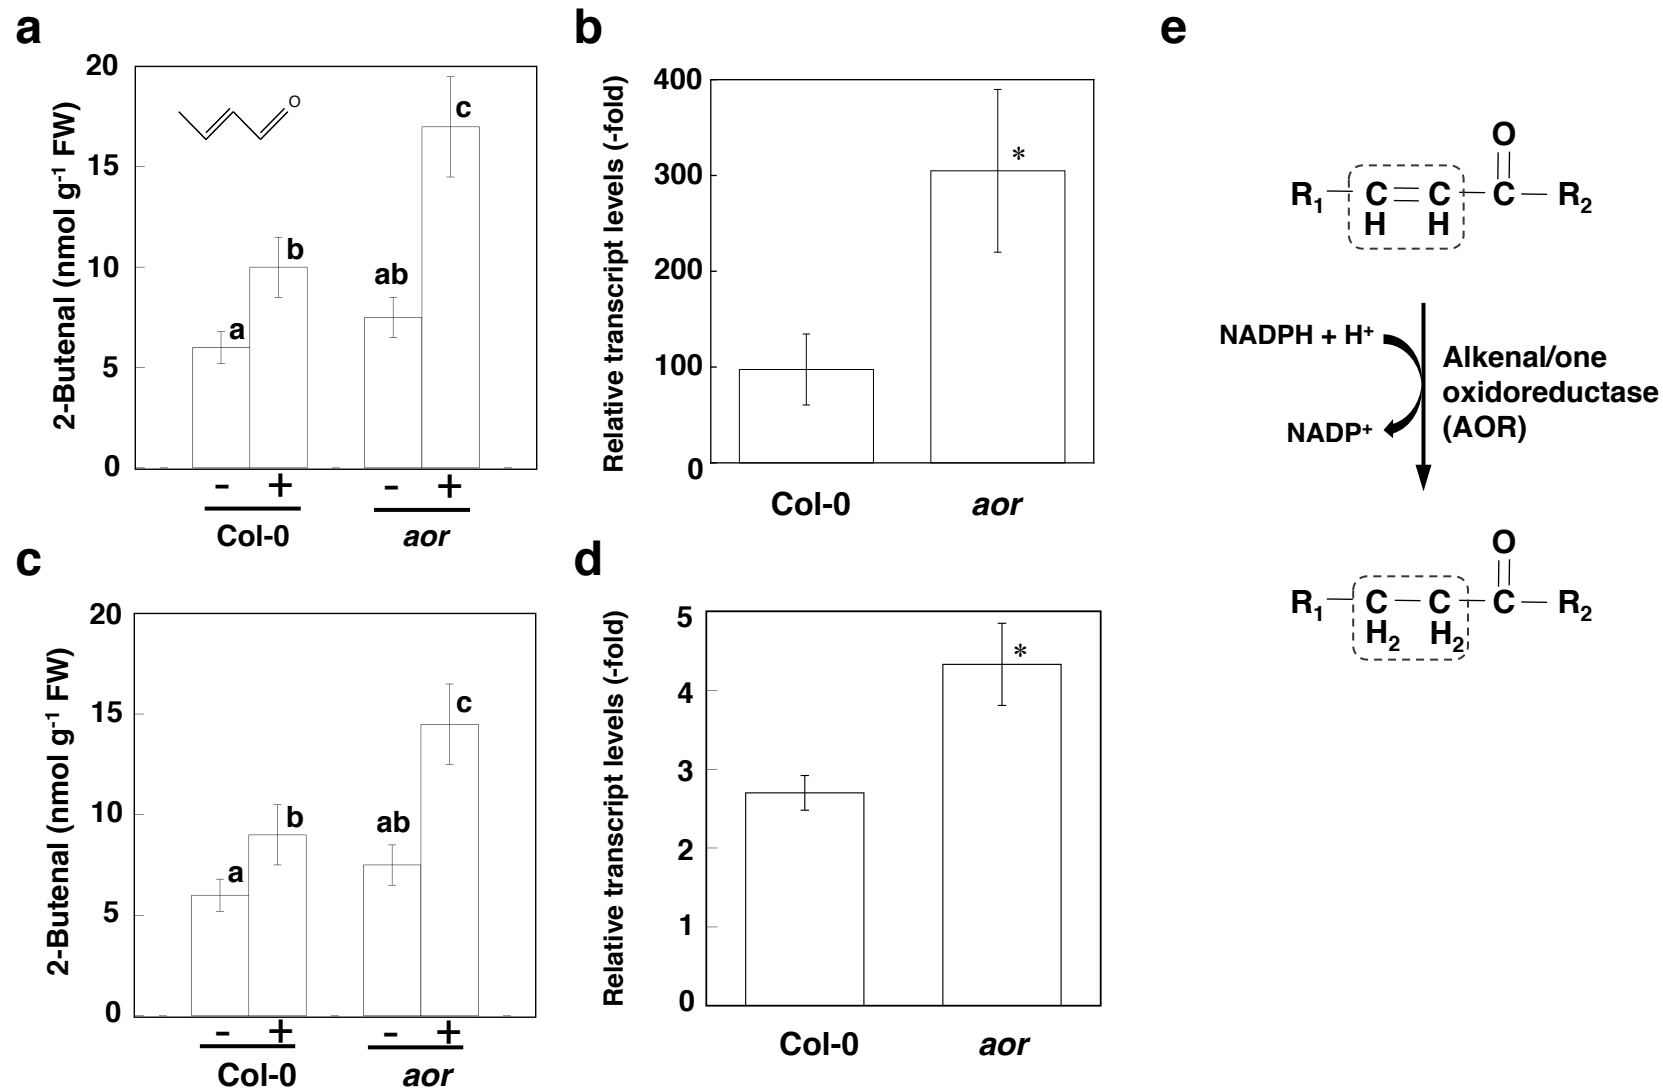 a
2-Butenal (nmol g⁻¹ FW)
20
15
10
5
0
O
a
b
ab
c
- + - +
Col-0 aor
b
Relative transcript levels (-fold)
400
300
200
100
0
*
Col-0 aor
c
2-Butenal (nmol g⁻¹ FW)
20
15
10
5
0
a
b
ab
c
- + - +
Col-0 aor
d
Relative transcript levels (-fold)
5
4
3
2
1
0
*
Col-0 aor
e
O
R₁ C C C R₂
H H
NADPH + H⁺
NADP⁺
Alkenal/one
oxidoreductase
(AOR)
O
R₁ C C C R₂
H₂ H₂